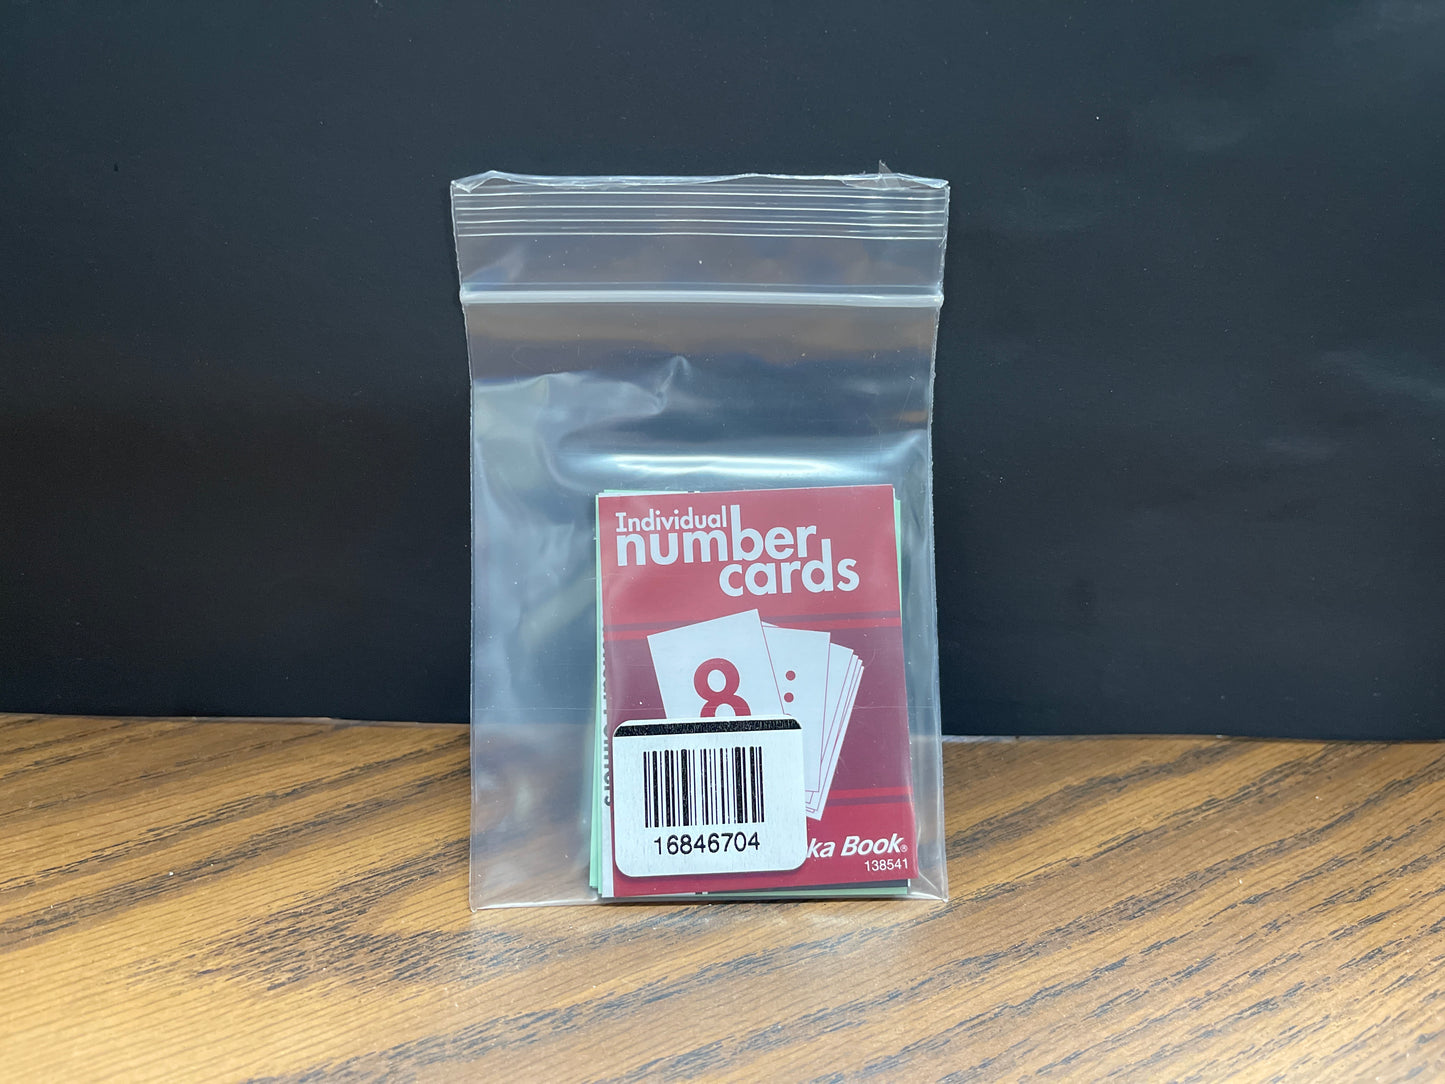 Individual
number
cards
8
16846704
ka Book®
138541